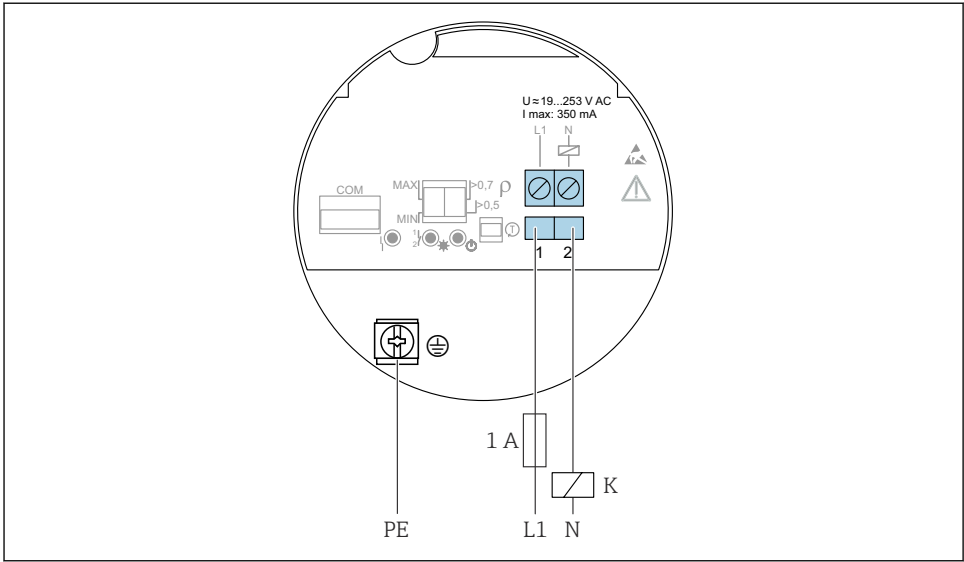 U≈19...253 V AC
I max: 350 mA
L1 N
COM
MAX >0,7 ρ
>0,5
MIN
1
2
1 2
1 A
K
PE L1 N